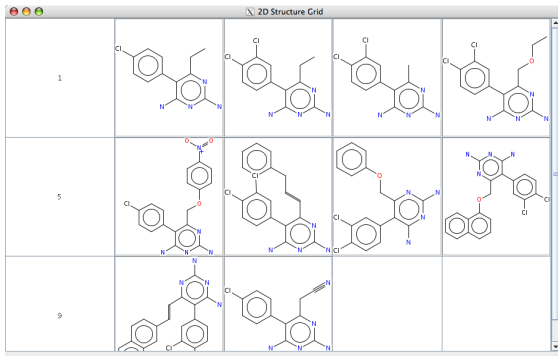 2D Structure Grid
1
Cl N N N N
Cl Cl N N N N
Cl Cl N N N N
Cl Cl O N N N N
5
O N+ O- O Cl N N N N
Cl Cl N N N N
O Cl Cl N N N N
N N N N O Cl Cl
9
N N N N Cl
N Cl N N N N